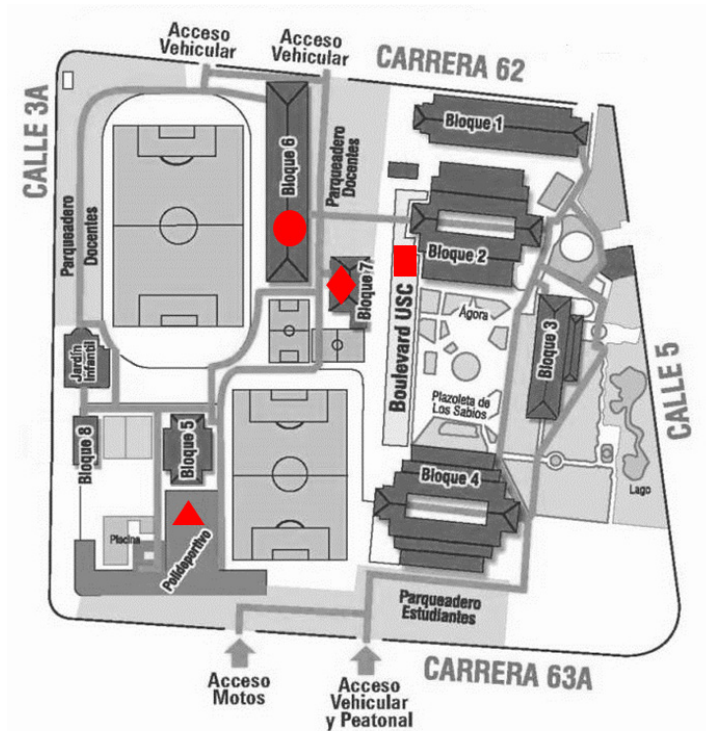 Acceso
Vehicular
Acceso
Vehicular
CARRERA 62
CALLE 3A
Bloque 1
Bloque 6
Parqueadero
Docentes
Parqueadero
Docentes
Bloque 2
Bloque 7
Boulevard USC
Ágora
Bloque 3
CALLE 5
Jardín
Infantil
Plazoleta de
Los Sabios
Bloque 5
Bloque 8
Bloque 4
Lago
Piscina
Polideportivo
Parqueadero
Estudiantes
CARRERA 63A
Acceso
Motos
Acceso
Vehicular
y Peatonal